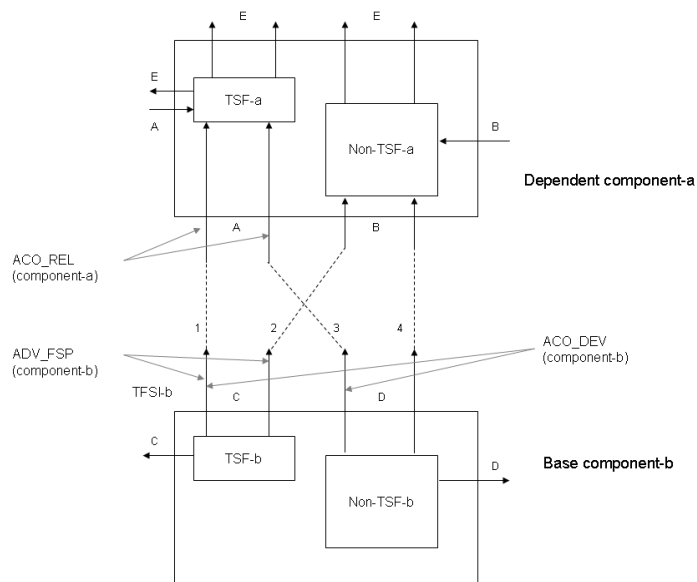 E
E
E
TSF-a
A
Non-TSF-a
B
Dependent component-a
A
B
ACO_REL
(component-a)
1
2
3
4
ADV_FSP
(component-b)
ACO_DEV
(component-b)
TFSI-b
C
D
C
TSF-b
Base component-b
D
Non-TSF-b